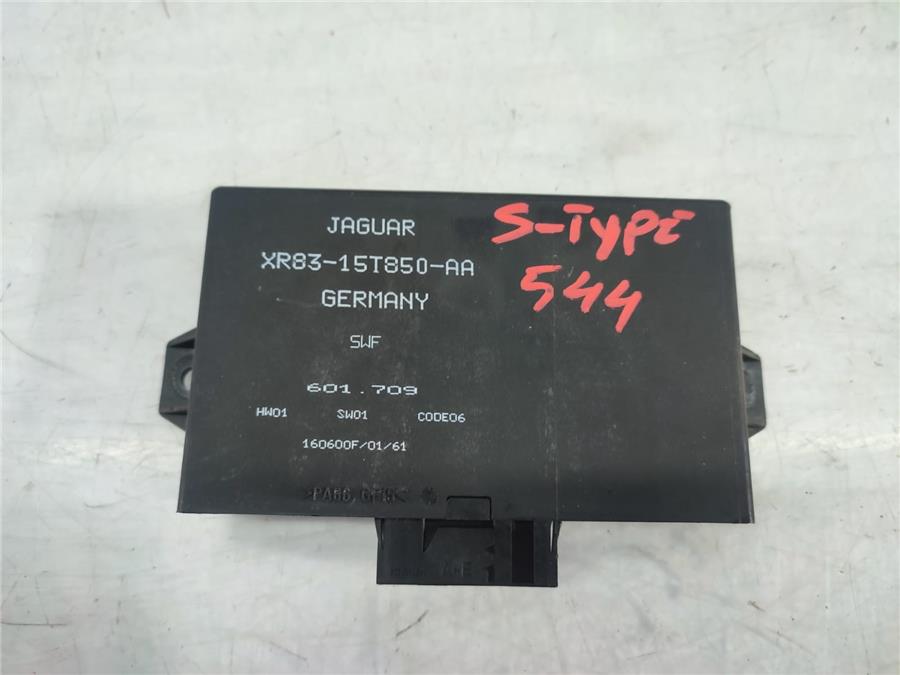 JAGUAR
XR83-15T850-AA
GERMANY
SWF
601.709
HW01 SW01 CODE06
160600F/01/61
S-TYPE
544